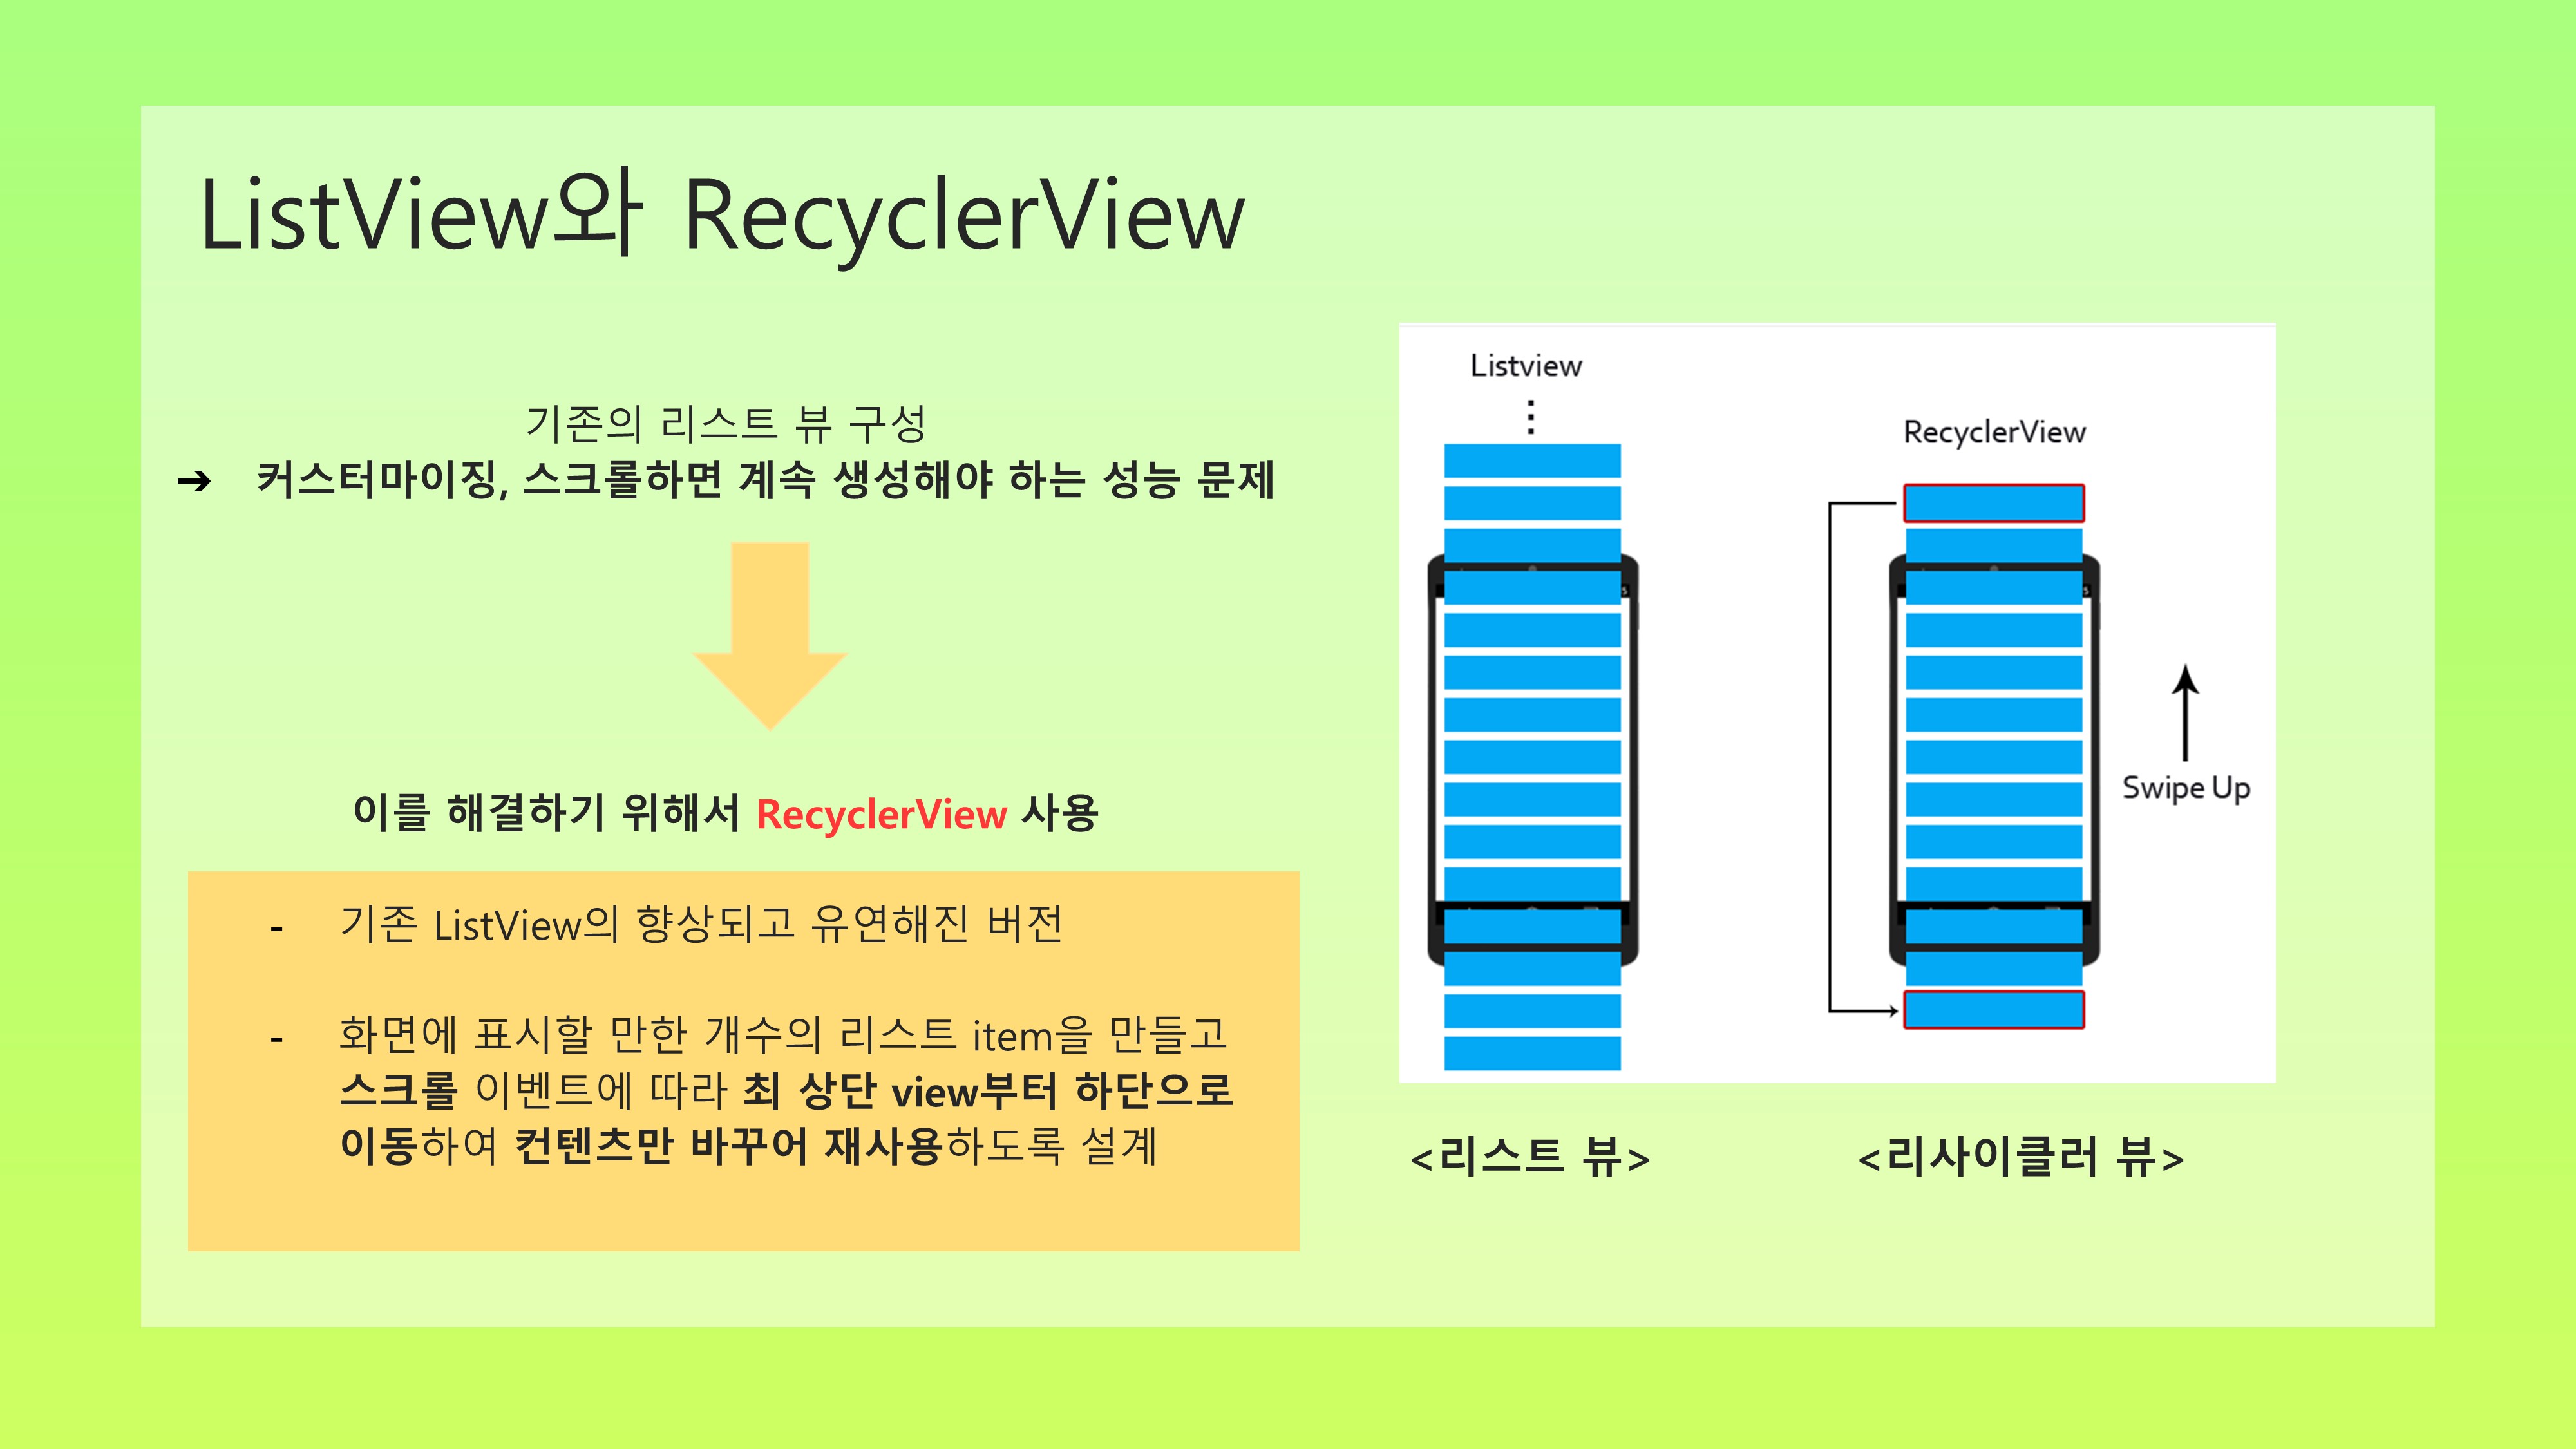 ListView와 RecyclerView
기존의 리스트 뷰 구성
➔ 커스터마이징, 스크롤하면 계속 생성해야 하는 성능 문제
이를 해결하기 위해서 RecyclerView 사용
- 기존 ListView의 향상되고 유연해진 버전
- 화면에 표시할 만한 개수의 리스트 item을 만들고
스크롤 이벤트에 따라 최 상단 view부터 하단으로
이동하여 컨텐츠만 바꾸어 재사용하도록 설계
Listview
RecyclerView
Swipe Up
<리스트 뷰>
<리사이클러 뷰>